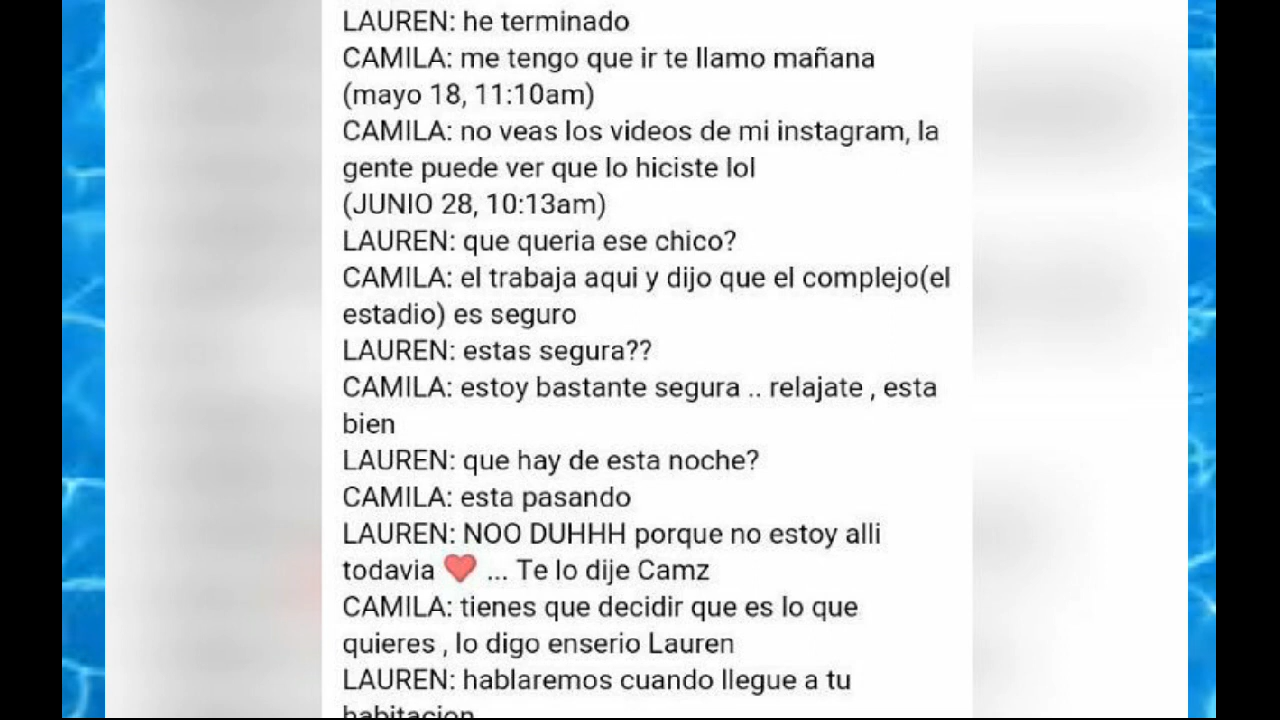 LAUREN: he terminado
CAMILA: me tengo que ir te llamo mañana
(mayo 18, 11:10am)
CAMILA: no veas los videos de mi instagram, la
gente puede ver que lo hiciste lol
(JUNIO 28, 10:13am)
LAUREN: que queria ese chico?
CAMILA: el trabaja aqui y dijo que el complejo(el
estadio) es seguro
LAUREN: estas segura??
CAMILA: estoy bastante segura .. relajate , esta
bien
LAUREN: que hay de esta noche?
CAMILA: esta pasando
LAUREN: NOO DUHHH porque no estoy alli
todavia ❤️ ... Te lo dije Camz
CAMILA: tienes que decidir que es lo que
quieres , lo digo enserio Lauren
LAUREN: hablaremos cuando llegue a tu
habitacion